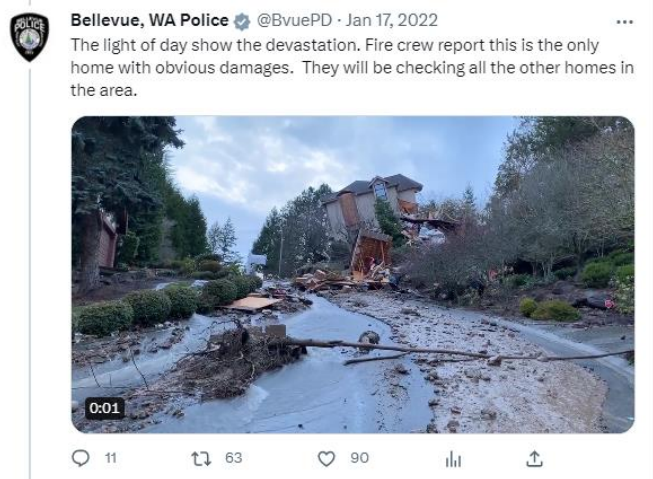 Bellevue, WA Police @BvuePD · Jan 17, 2022
The light of day show the devastation. Fire crew report this is the only
home with obvious damages.  They will be checking all the other homes in
the area.
0:01
11 63 90